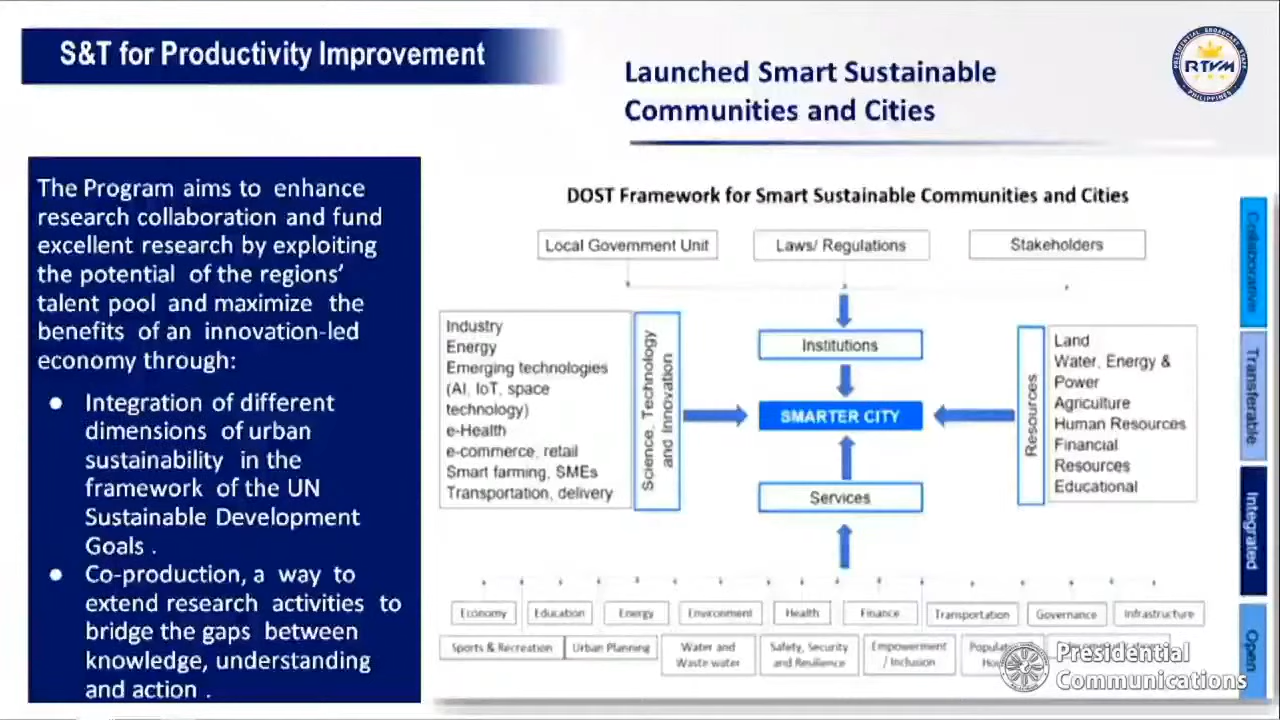 S&T for Productivity Improvement
Launched Smart Sustainable
Communities and Cities
PRESIDENTIAL BROADCAST STAFF
RTVM
PHILIPPINES
The Program aims to enhance
research collaboration and fund
excellent research by exploiting
the potential of the regions'
talent pool and maximize the
benefits of an innovation-led
economy through:
● Integration of different
dimensions of urban
sustainability in the
framework of the UN
Sustainable Development
Goals .
● Co-production, a way to
extend research activities to
bridge the gaps between
knowledge, understanding
and action .
DOST Framework for Smart Sustainable Communities and Cities
Local Government Unit
Laws/ Regulations
Stakeholders
Industry
Energy
Emerging technologies
(AI, IoT, space
technology)
e-Health
e-commerce, retail
Smart farming, SMEs
Transportation, delivery
Science, Technology
and Innovation
Institutions
SMARTER CITY
Services
Resources
Land
Water, Energy &
Power
Agriculture
Human Resources
Financial
Resources
Educational
Economy
Education
Energy
Environment
Health
Finance
Transportation
Governance
Infrastructure
Sports & Recreation
Urban Planning
Water and
Waste water
Safety, Security
and Resilience
Empowerment
/ Inclusion
Collaborative
Transferable
Integrated
Open
Presidential
Communications